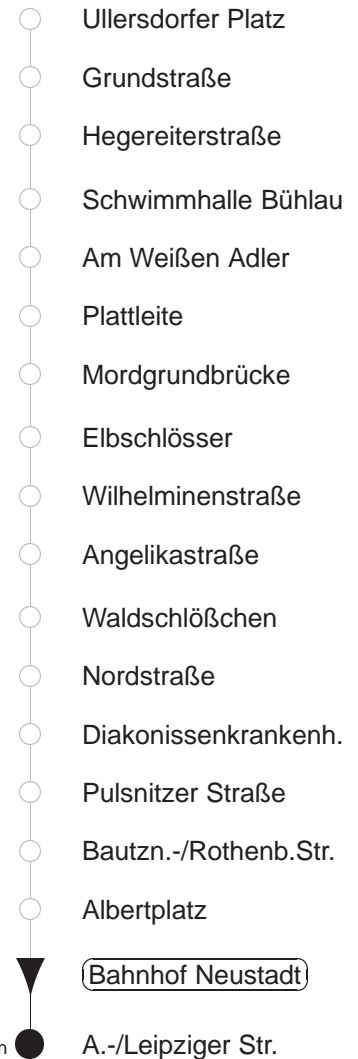 Ullersdorfer Platz
Grundstraße
Hegereiterstraße
Schwimmhalle Bühlau
Am Weißen Adler
Plattleite
Mordgrundbrücke
Elbschlösser
Wilhelminenstraße
Angelikastraße
Waldschlößchen
Nordstraße
Diakonissenkrankenh.
Pulsnitzer Straße
Bautzn.-/Rothenb.Str.
Albertplatz
Bahnhof Neustadt
A.-/Leipziger Str.